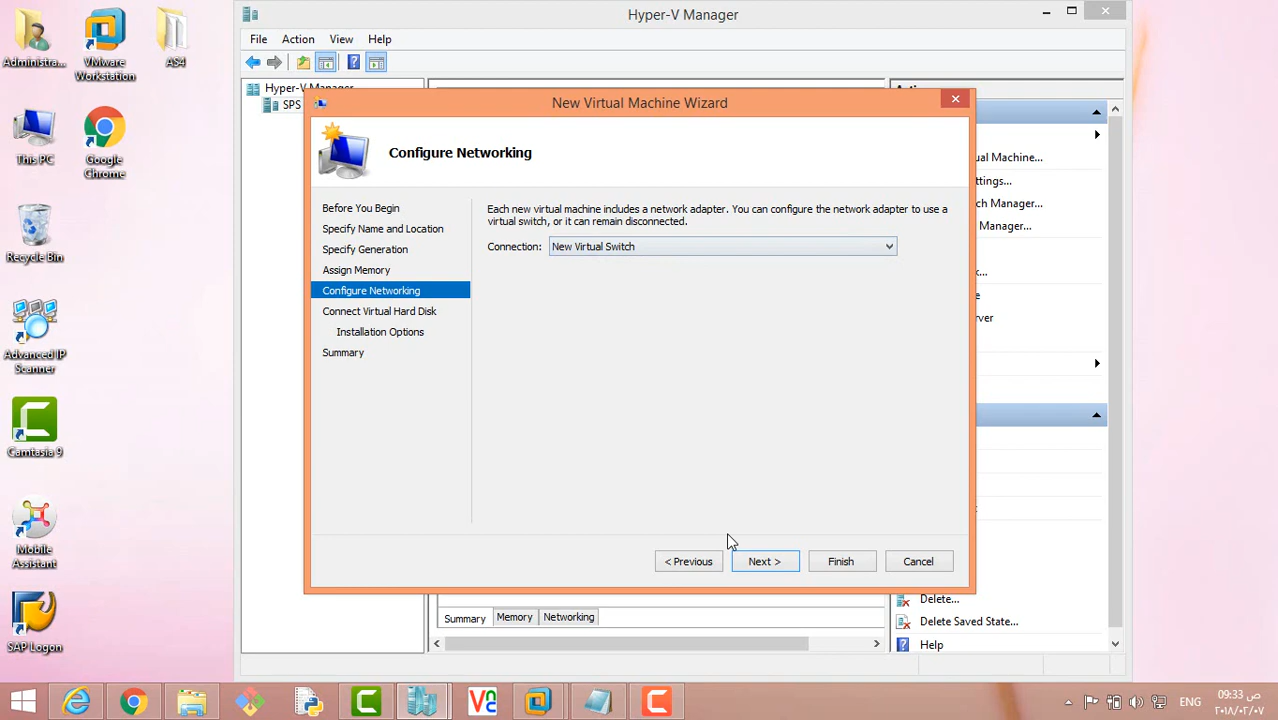 Administra...
VMware Workstation
AS4
This PC
Google Chrome
Recycle Bin
Advanced IP Scanner
Camtasia 9
Mobile Assistant
SAP Logon
Hyper-V Manager
File Action View Help
Hyper-V Manager
SPS
New Virtual Machine Wizard
Configure Networking
Before You Begin
Specify Name and Location
Specify Generation
Assign Memory
Configure Networking
Connect Virtual Hard Disk
Installation Options
Summary
Each new virtual machine includes a network adapter. You can configure the network adapter to use a
virtual switch, or it can remain disconnected.
Connection: New Virtual Switch
< Previous Next > Finish Cancel
ual Machine...
ttings...
ch Manager...
Manager...
erver
Delete...
Delete Saved State...
Help
Summary Memory Networking
ENG
09:33 ص
٢٠١٨/٠٢/٠٧